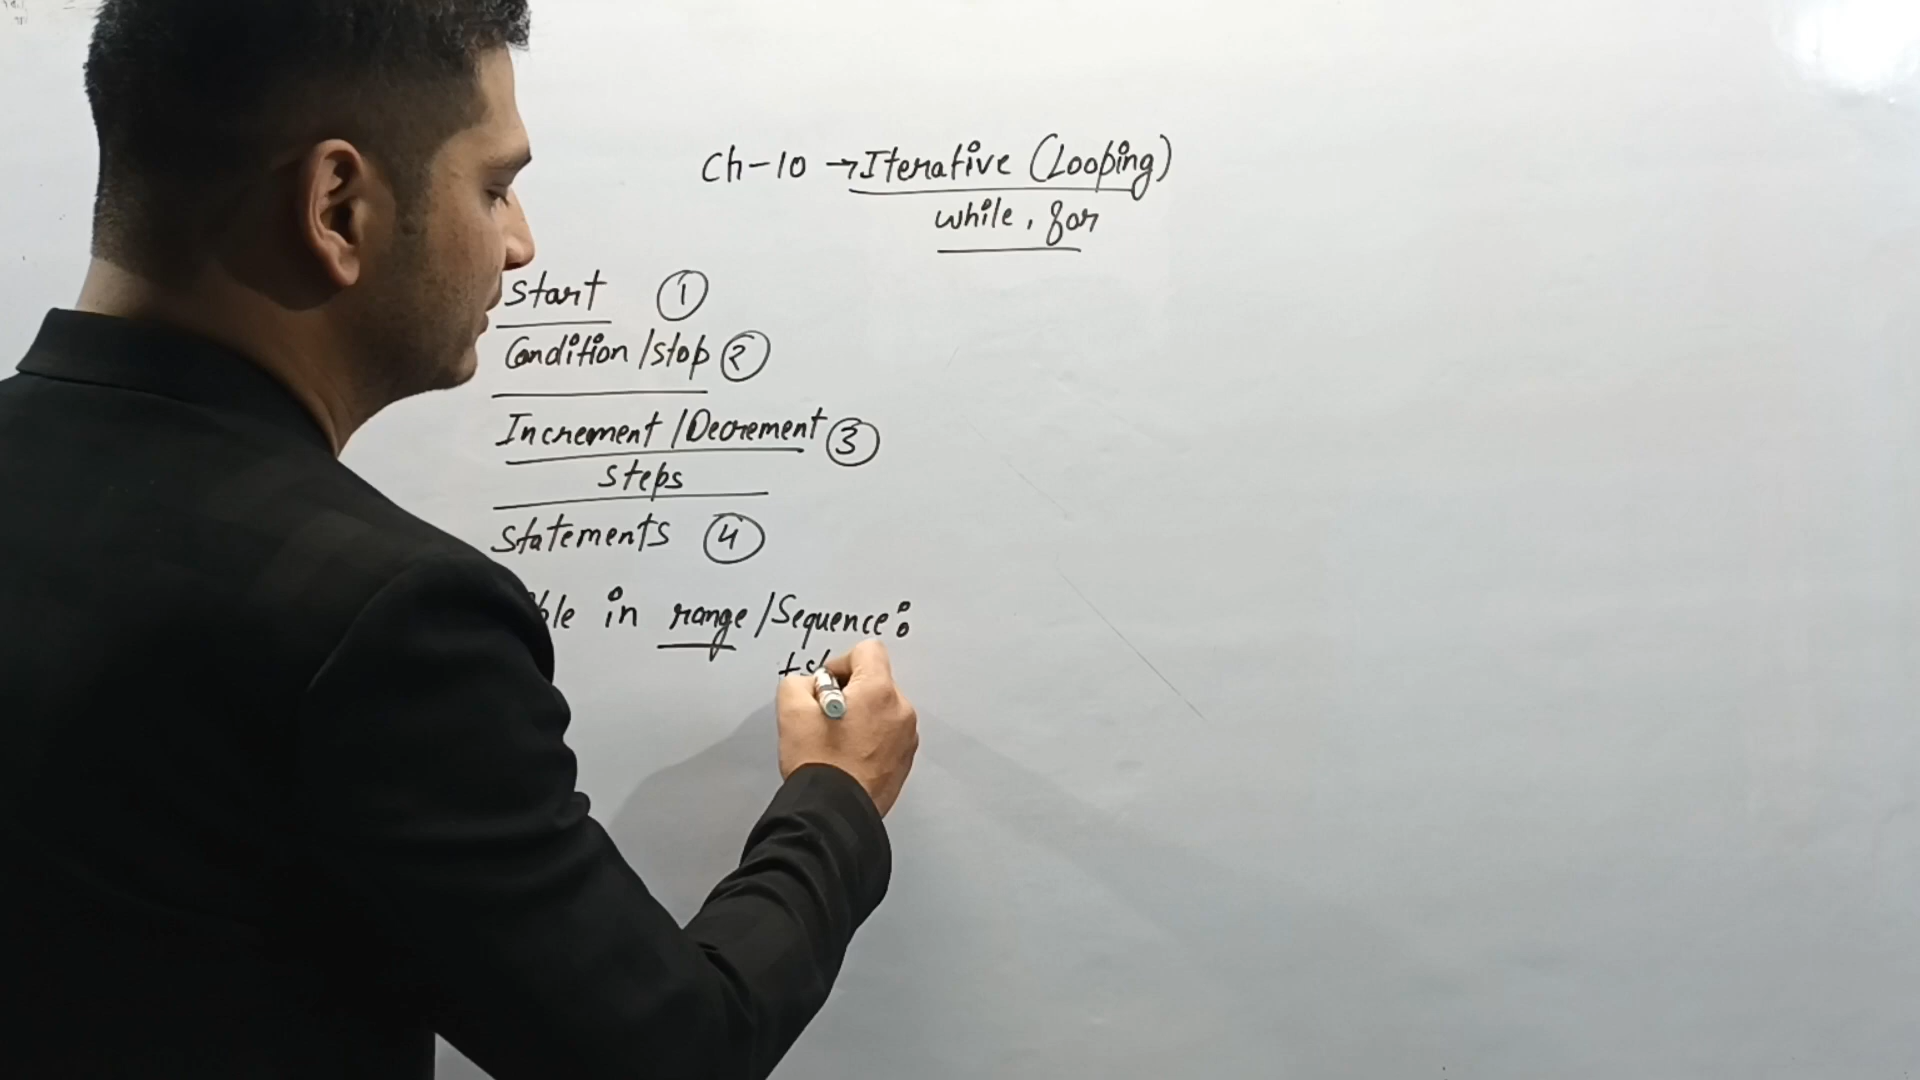 Ch-10 → Iterative (Looping)
while, for
Start ①
Condition/stop ②
Increment/Decrement ③
steps
Statements ④
in range/Sequence: